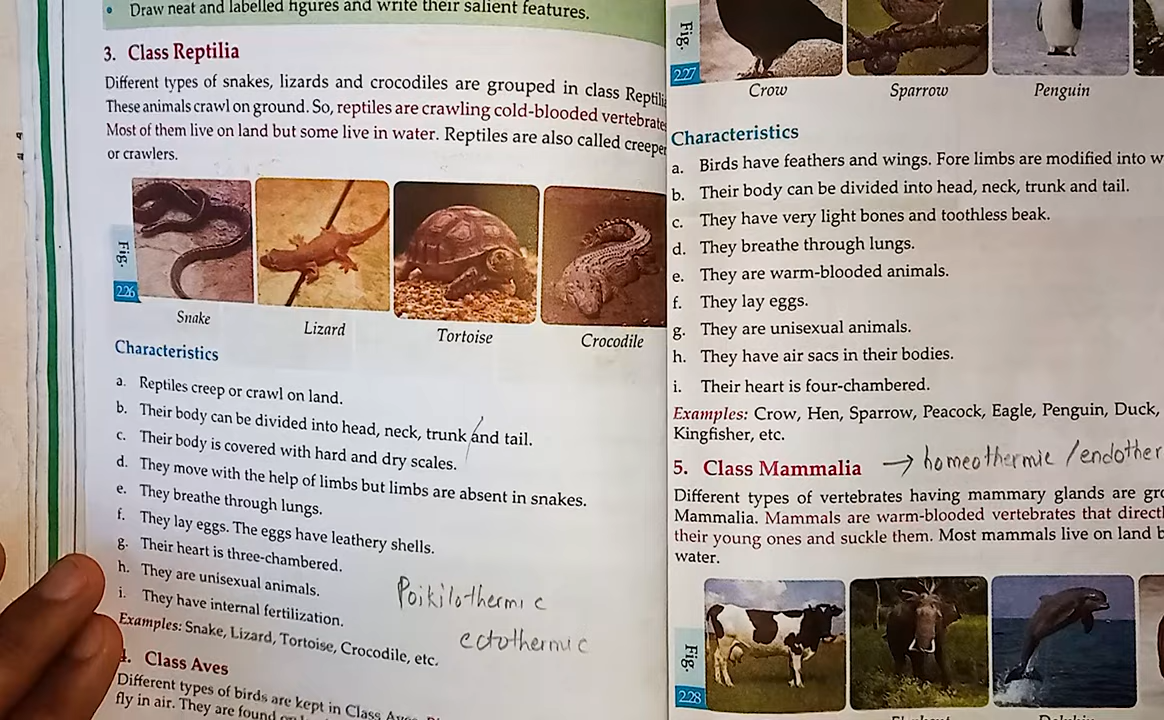 • Draw neat and labelled figures and write their salient features.
3. Class Reptilia
Different types of snakes, lizards and crocodiles are grouped in class
These animals crawl on ground. So, reptiles are crawling cold-blooded
Most of them live on land but some live in water. Reptiles are also called
or crawlers.
Fig.
2.26
Snake
Lizard
Tortoise
Crocodile
Characteristics
a. Reptiles creep or crawl on land.
b. Their body can be divided into head, neck, trunk and tail.
c. Their body is covered with hard and dry scales.
d. They move with the help of limbs but limbs are absent in snakes.
e. They breathe through lungs.
f. They lay eggs. The eggs have leathery shells.
g. Their heart is three-chambered.
h. They are unisexual animals.
i. They have internal fertilization.
Poikilothermic
ectothermic
Examples: Snake, Lizard, Tortoise, Crocodile, etc.
4. Class Aves
Different types of birds are kept in Class
fly in air. They are found
Fig.
2.27
Crow
Sparrow
Penguin
Characteristics
a. Birds have feathers and wings. Fore limbs are modified into
b. Their body can be divided into head, neck, trunk and tail.
c. They have very light bones and toothless beak.
d. They breathe through lungs.
e. They are warm-blooded animals.
f. They lay eggs.
g. They are unisexual animals.
h. They have air sacs in their bodies.
i. Their heart is four-chambered.
Examples: Crow, Hen, Sparrow, Peacock, Eagle, Penguin, Duck,
Kingfisher, etc.
5. Class Mammalia → homeothermic /endother
Different types of vertebrates having mammary glands are
Mammalia. Mammals are warm-blooded vertebrates that
their young ones and suckle them. Most mammals live on land
water.
Fig.
2.28